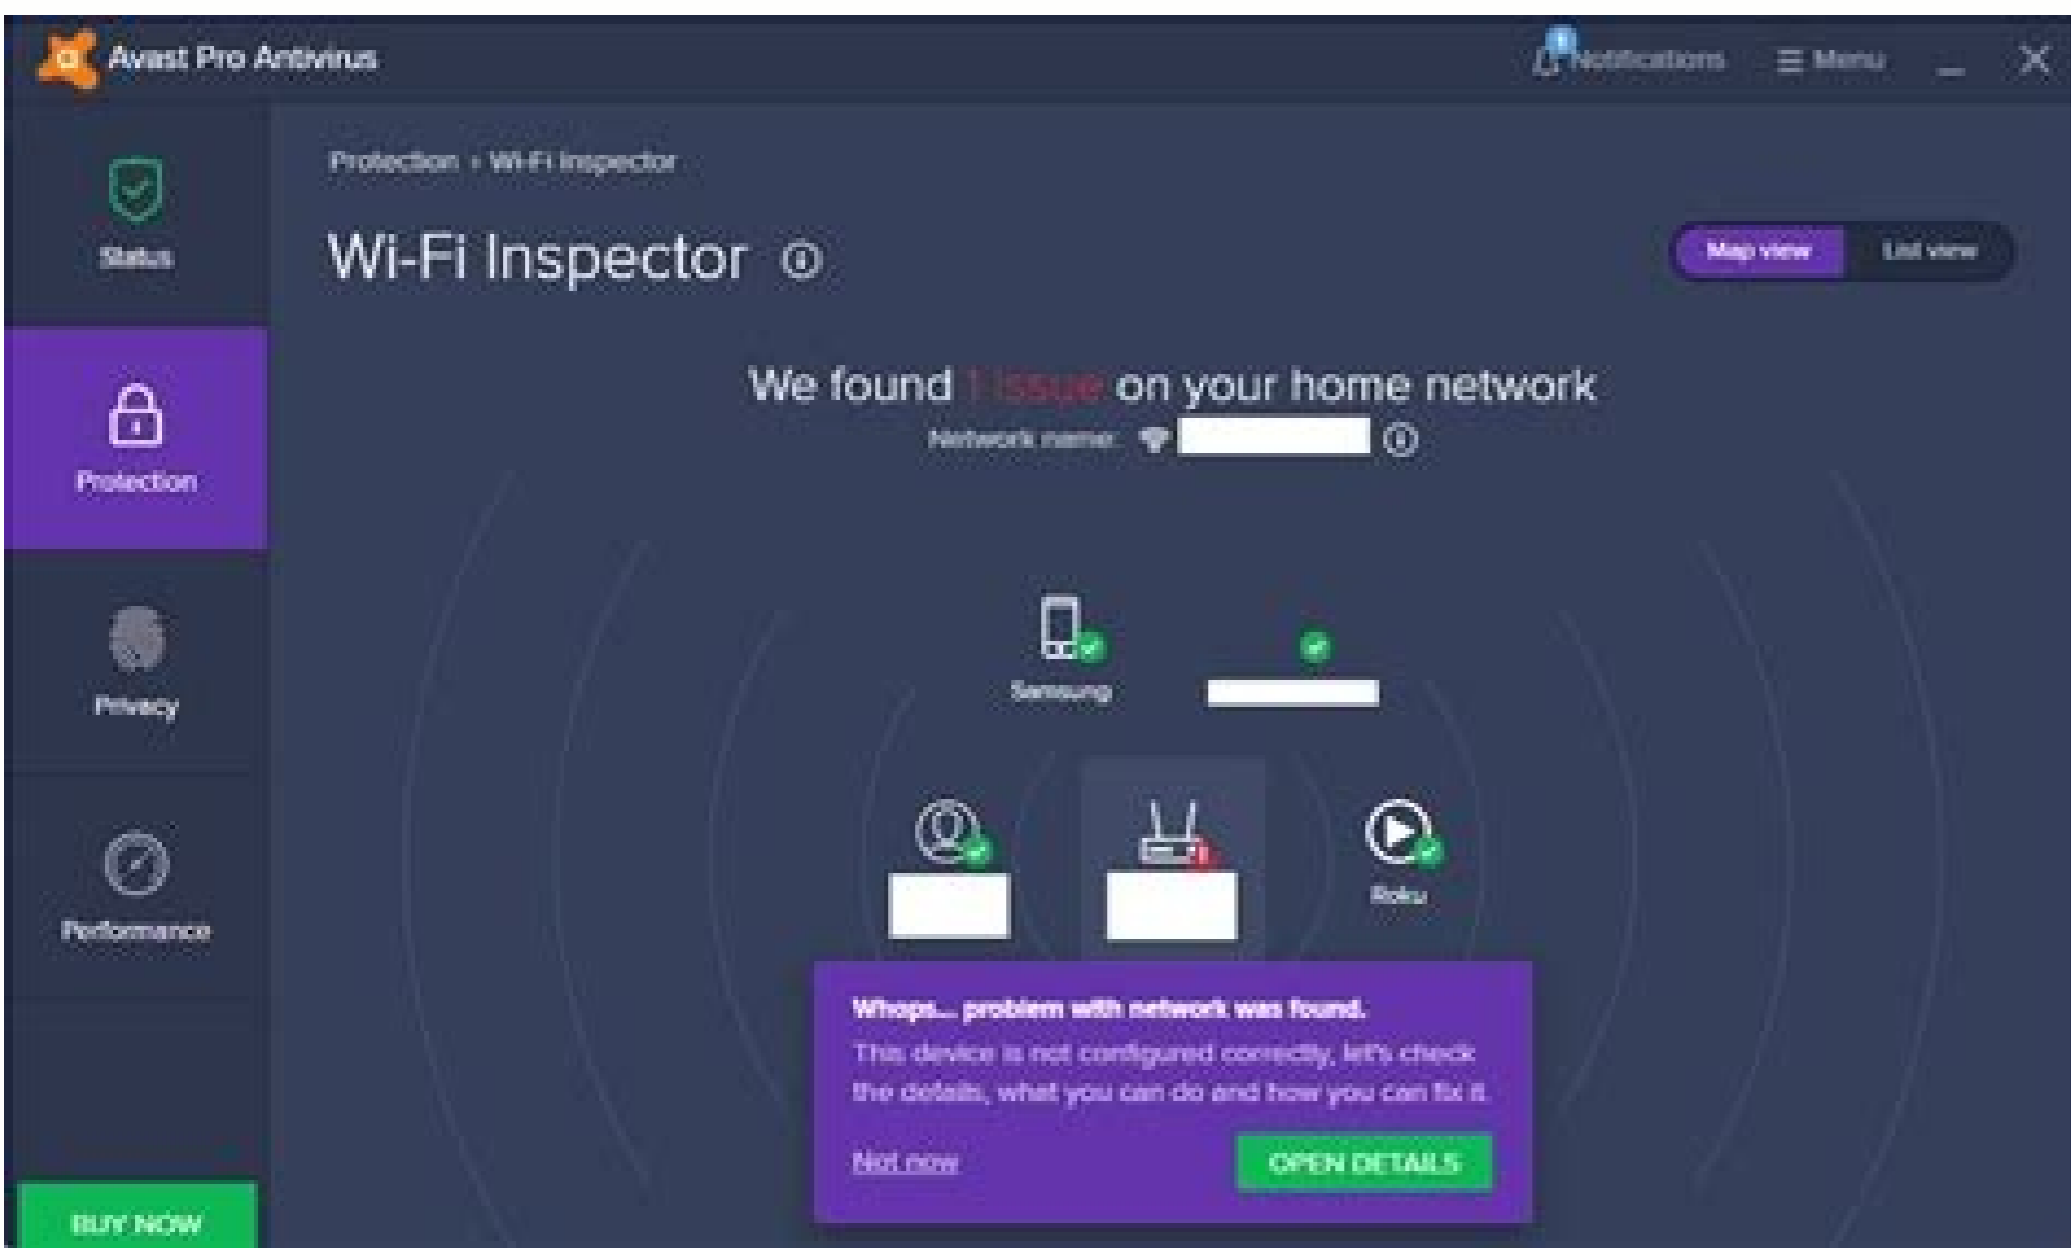 Avast Pro Antivirus
Notifications
Menu
Status
Protection
Privacy
Performance
BUY NOW
Protection › Wi-Fi Inspector
Wi-Fi Inspector
Map view
List view
We found 1 issue on your home network
Network name:
Samsung
Roku
Whops... problem with network was found.
This device is not configured correctly, let's check
the details, what you can do and how you can fix it.
Not now
OPEN DETAILS